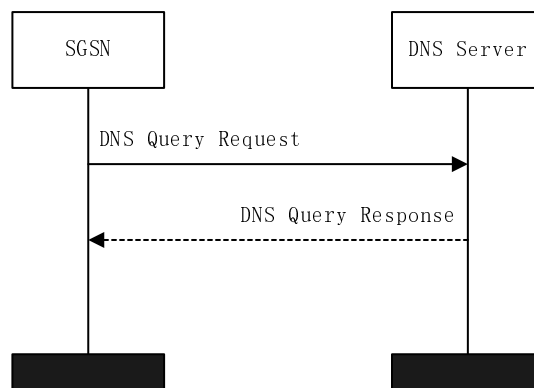 SGSN
DNS Server
DNS Query Request
DNS Query Response